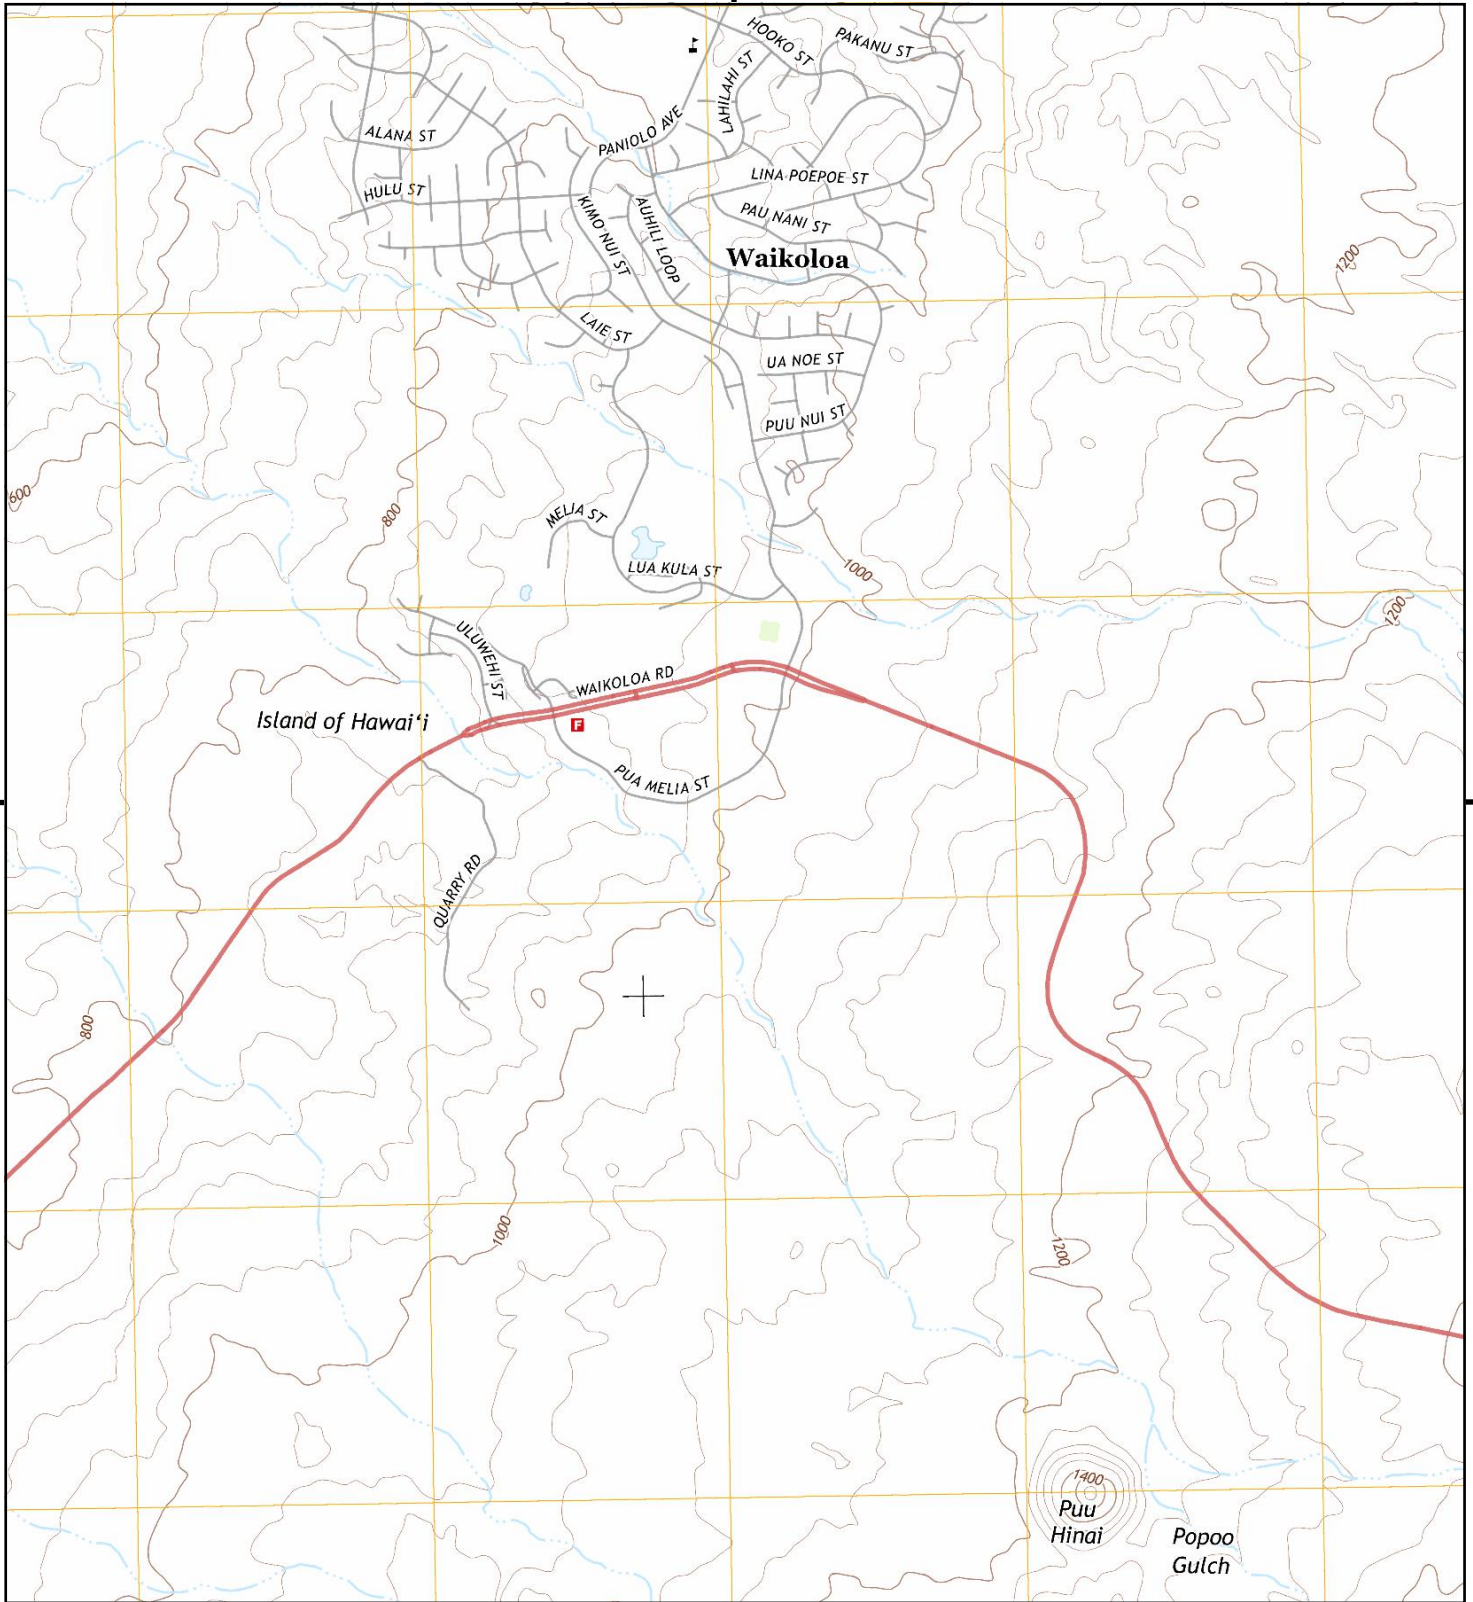 HOOKO ST
PAKANU ST
LAHILAHI ST
PANIOLO AVE
ALANA ST
LINA POEPOE ST
HULU ST
KIMO NUI ST
AUHILI LOOP
PAU NANI ST
Waikoloa
1200
LAIE ST
UA NOE ST
PUU NUI ST
600
800
MELIA ST
LUA KULA ST
1000
1200
ULUWEHI ST
WAIKOLOA RD
Island of Hawaiʻi
F
PUA MELIA ST
QUARRY RD
800
1000
1200
1400
Puu
Hinai
Popoo
Gulch